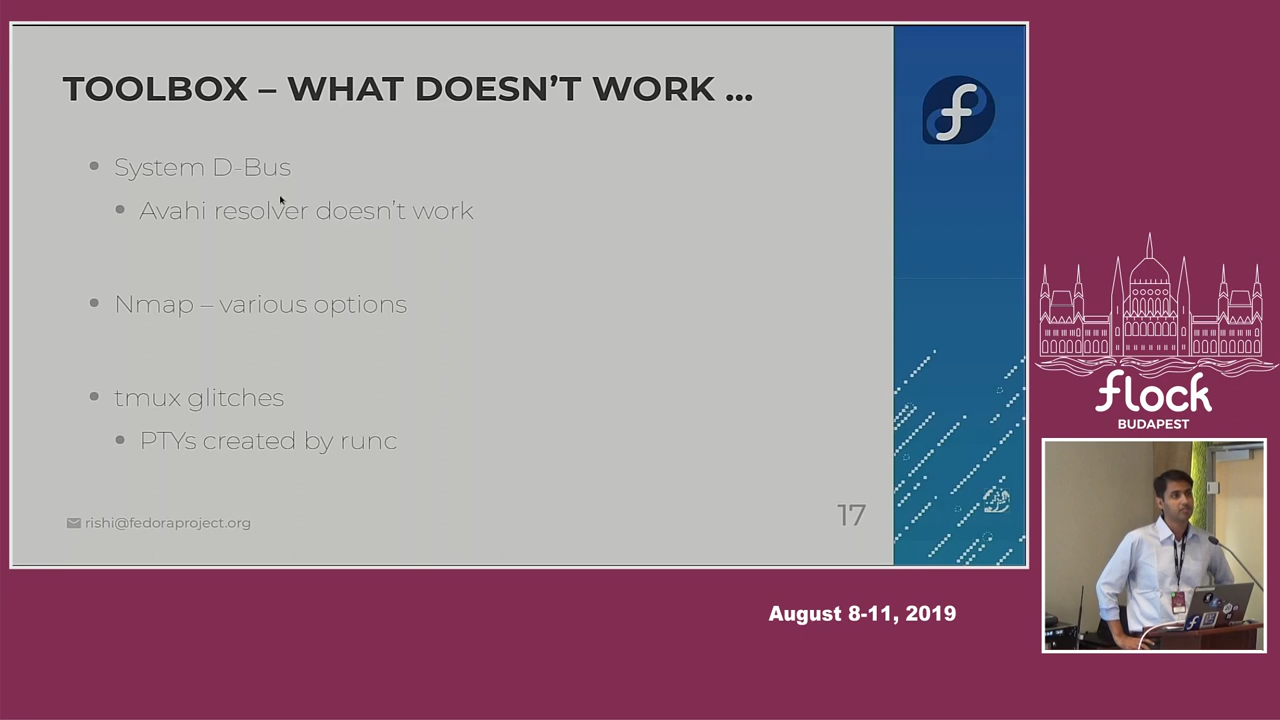 TOOLBOX – WHAT DOESN'T WORK ...
System D-Bus
Avahi resolver doesn't work
Nmap – various options
tmux glitches
PTYs created by runc
rishi@fedoraproject.org
17
flock
BUDAPEST
August 8-11, 2019